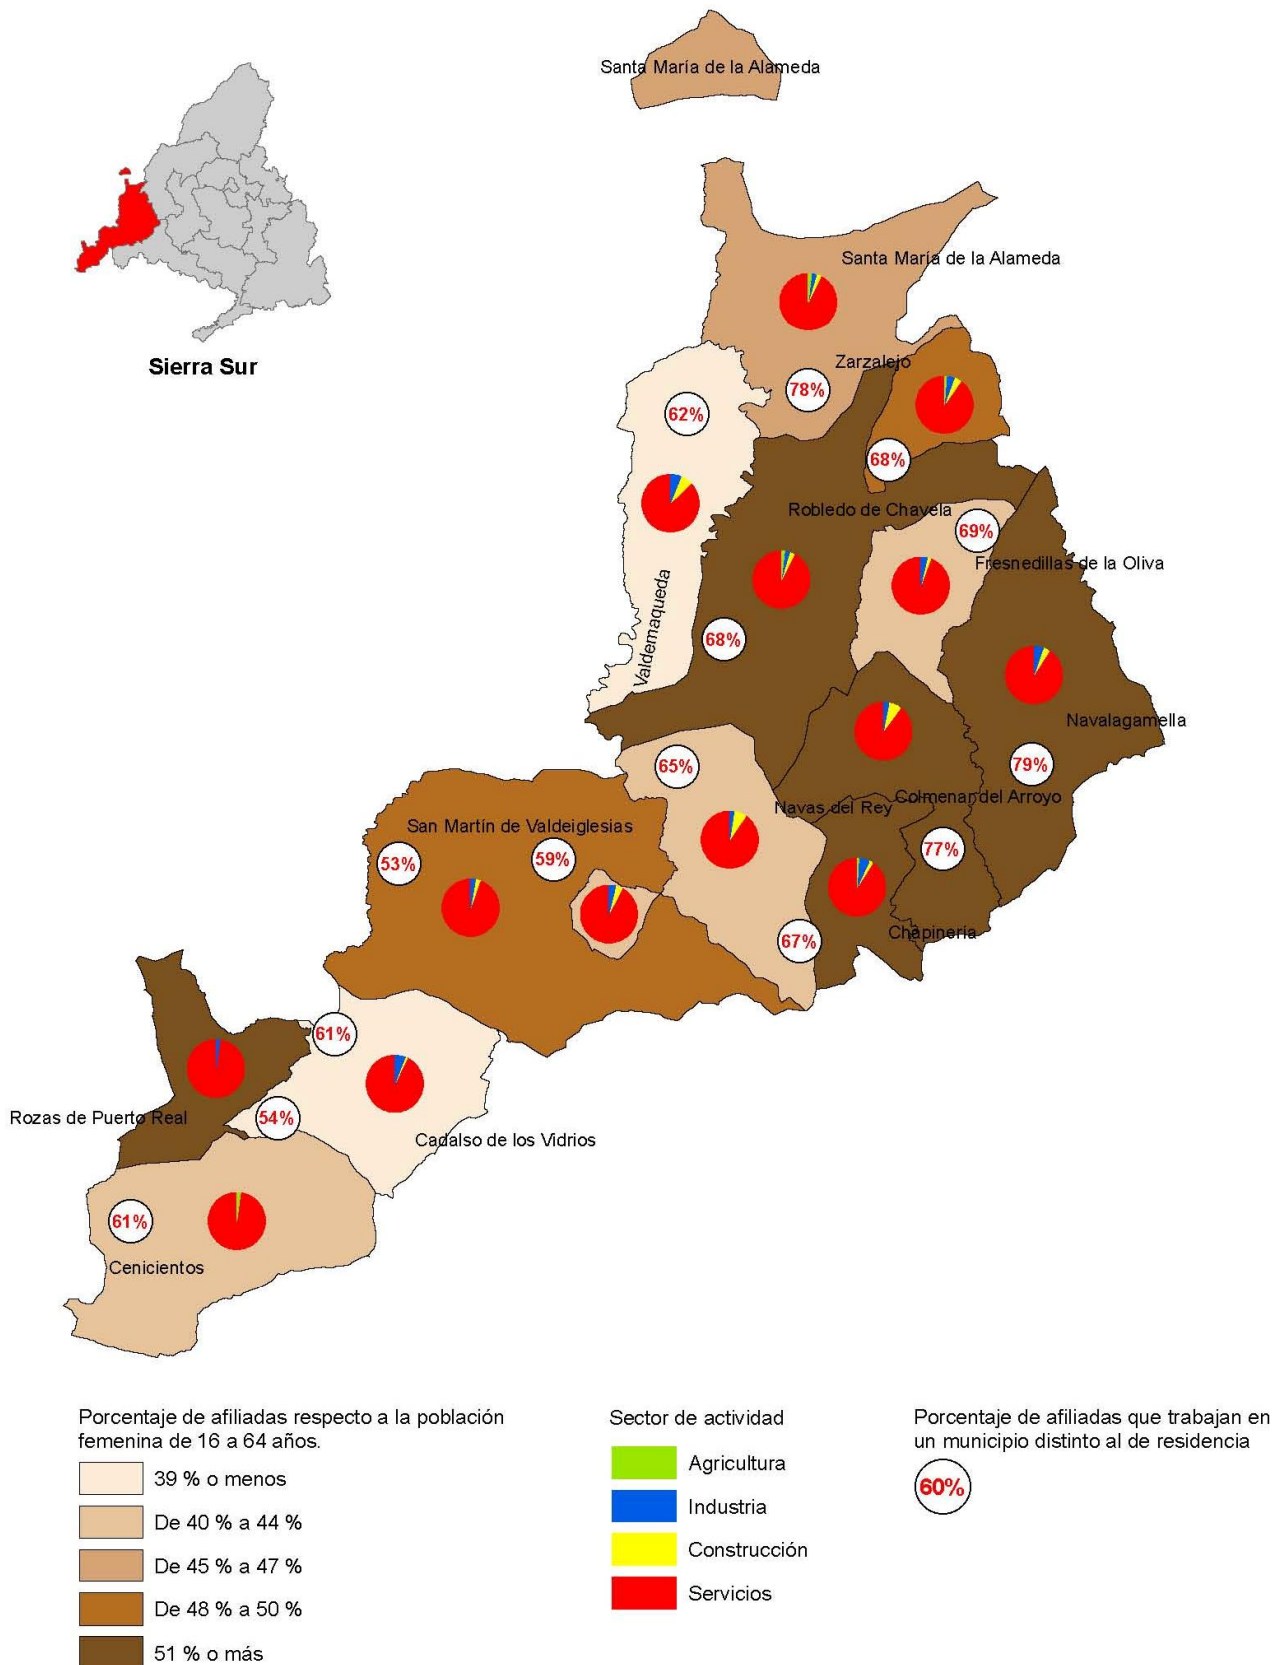 Santa María de la Alameda
Sierra Sur
Santa María de la Alameda
Zarzalejo
78%
62%
68%
Robledo de Chavela
69%
Fresnedillas de la Oliva
68%
Valdemaqueda
Navalagamella
79%
65%
Navas del Rey
Colmenar del Arroyo
San Martín de Valdeiglesias
53%
59%
77%
67%
Chapinería
61%
Rozas de Puerto Real
54%
Cadalso de los Vidrios
61%
Cenicientos
Porcentaje de afiliadas respecto a la población
femenina de 16 a 64 años.
39 % o menos
De 40 % a 44 %
De 45 % a 47 %
De 48 % a 50 %
51 % o más
Sector de actividad
Agricultura
Industria
Construcción
Servicios
Porcentaje de afiliadas que trabajan en
un municipio distinto al de residencia
60%